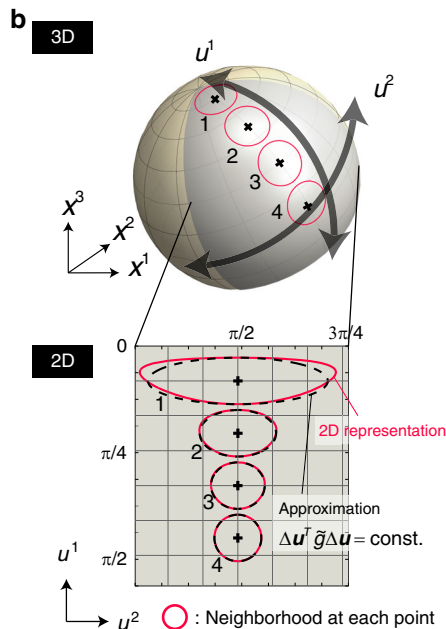 b
3D
u¹
u²
1
2
3
4
x³
x²
x¹
2D
0
π/2
3π/4
1
2D representation
2
π/4
3
Approximation
Δuᵀg̃Δu = const.
π/2
4
u¹
u²
: Neighborhood at each point